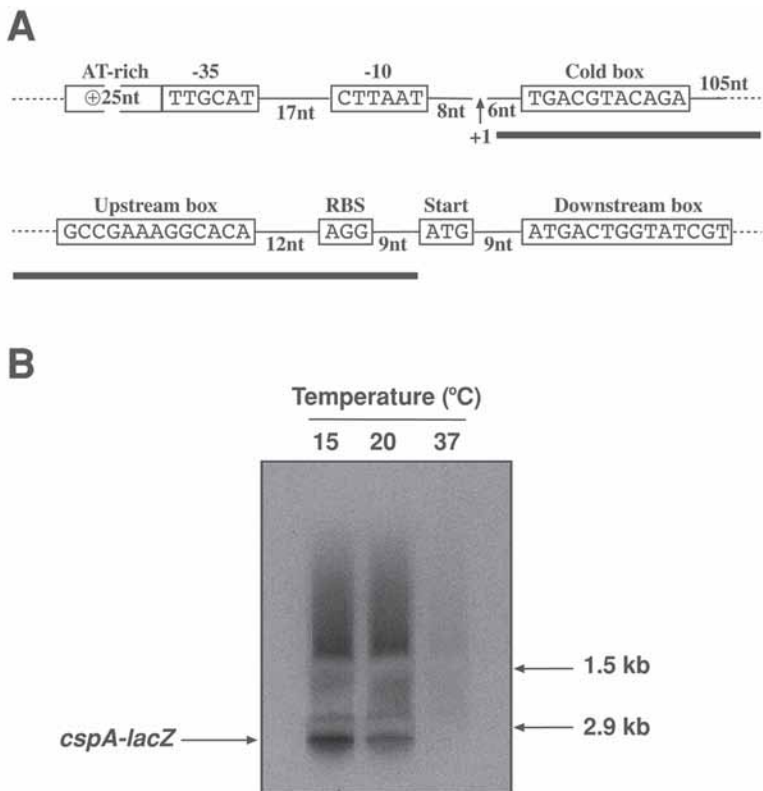 A
AT-rich -35 -10 Cold box 105nt
⊕25nt TTGCAT 17nt CTTAAT 8nt +1 6nt TGACGTACAGA
Upstream box RBS Start Downstream box
GCCGAAAGGCACA 12nt AGG 9nt ATG 9nt ATGACTGGTATCGT
B
Temperature (ºC)
15 20 37
1.5 kb
2.9 kb
cspA-lacZ